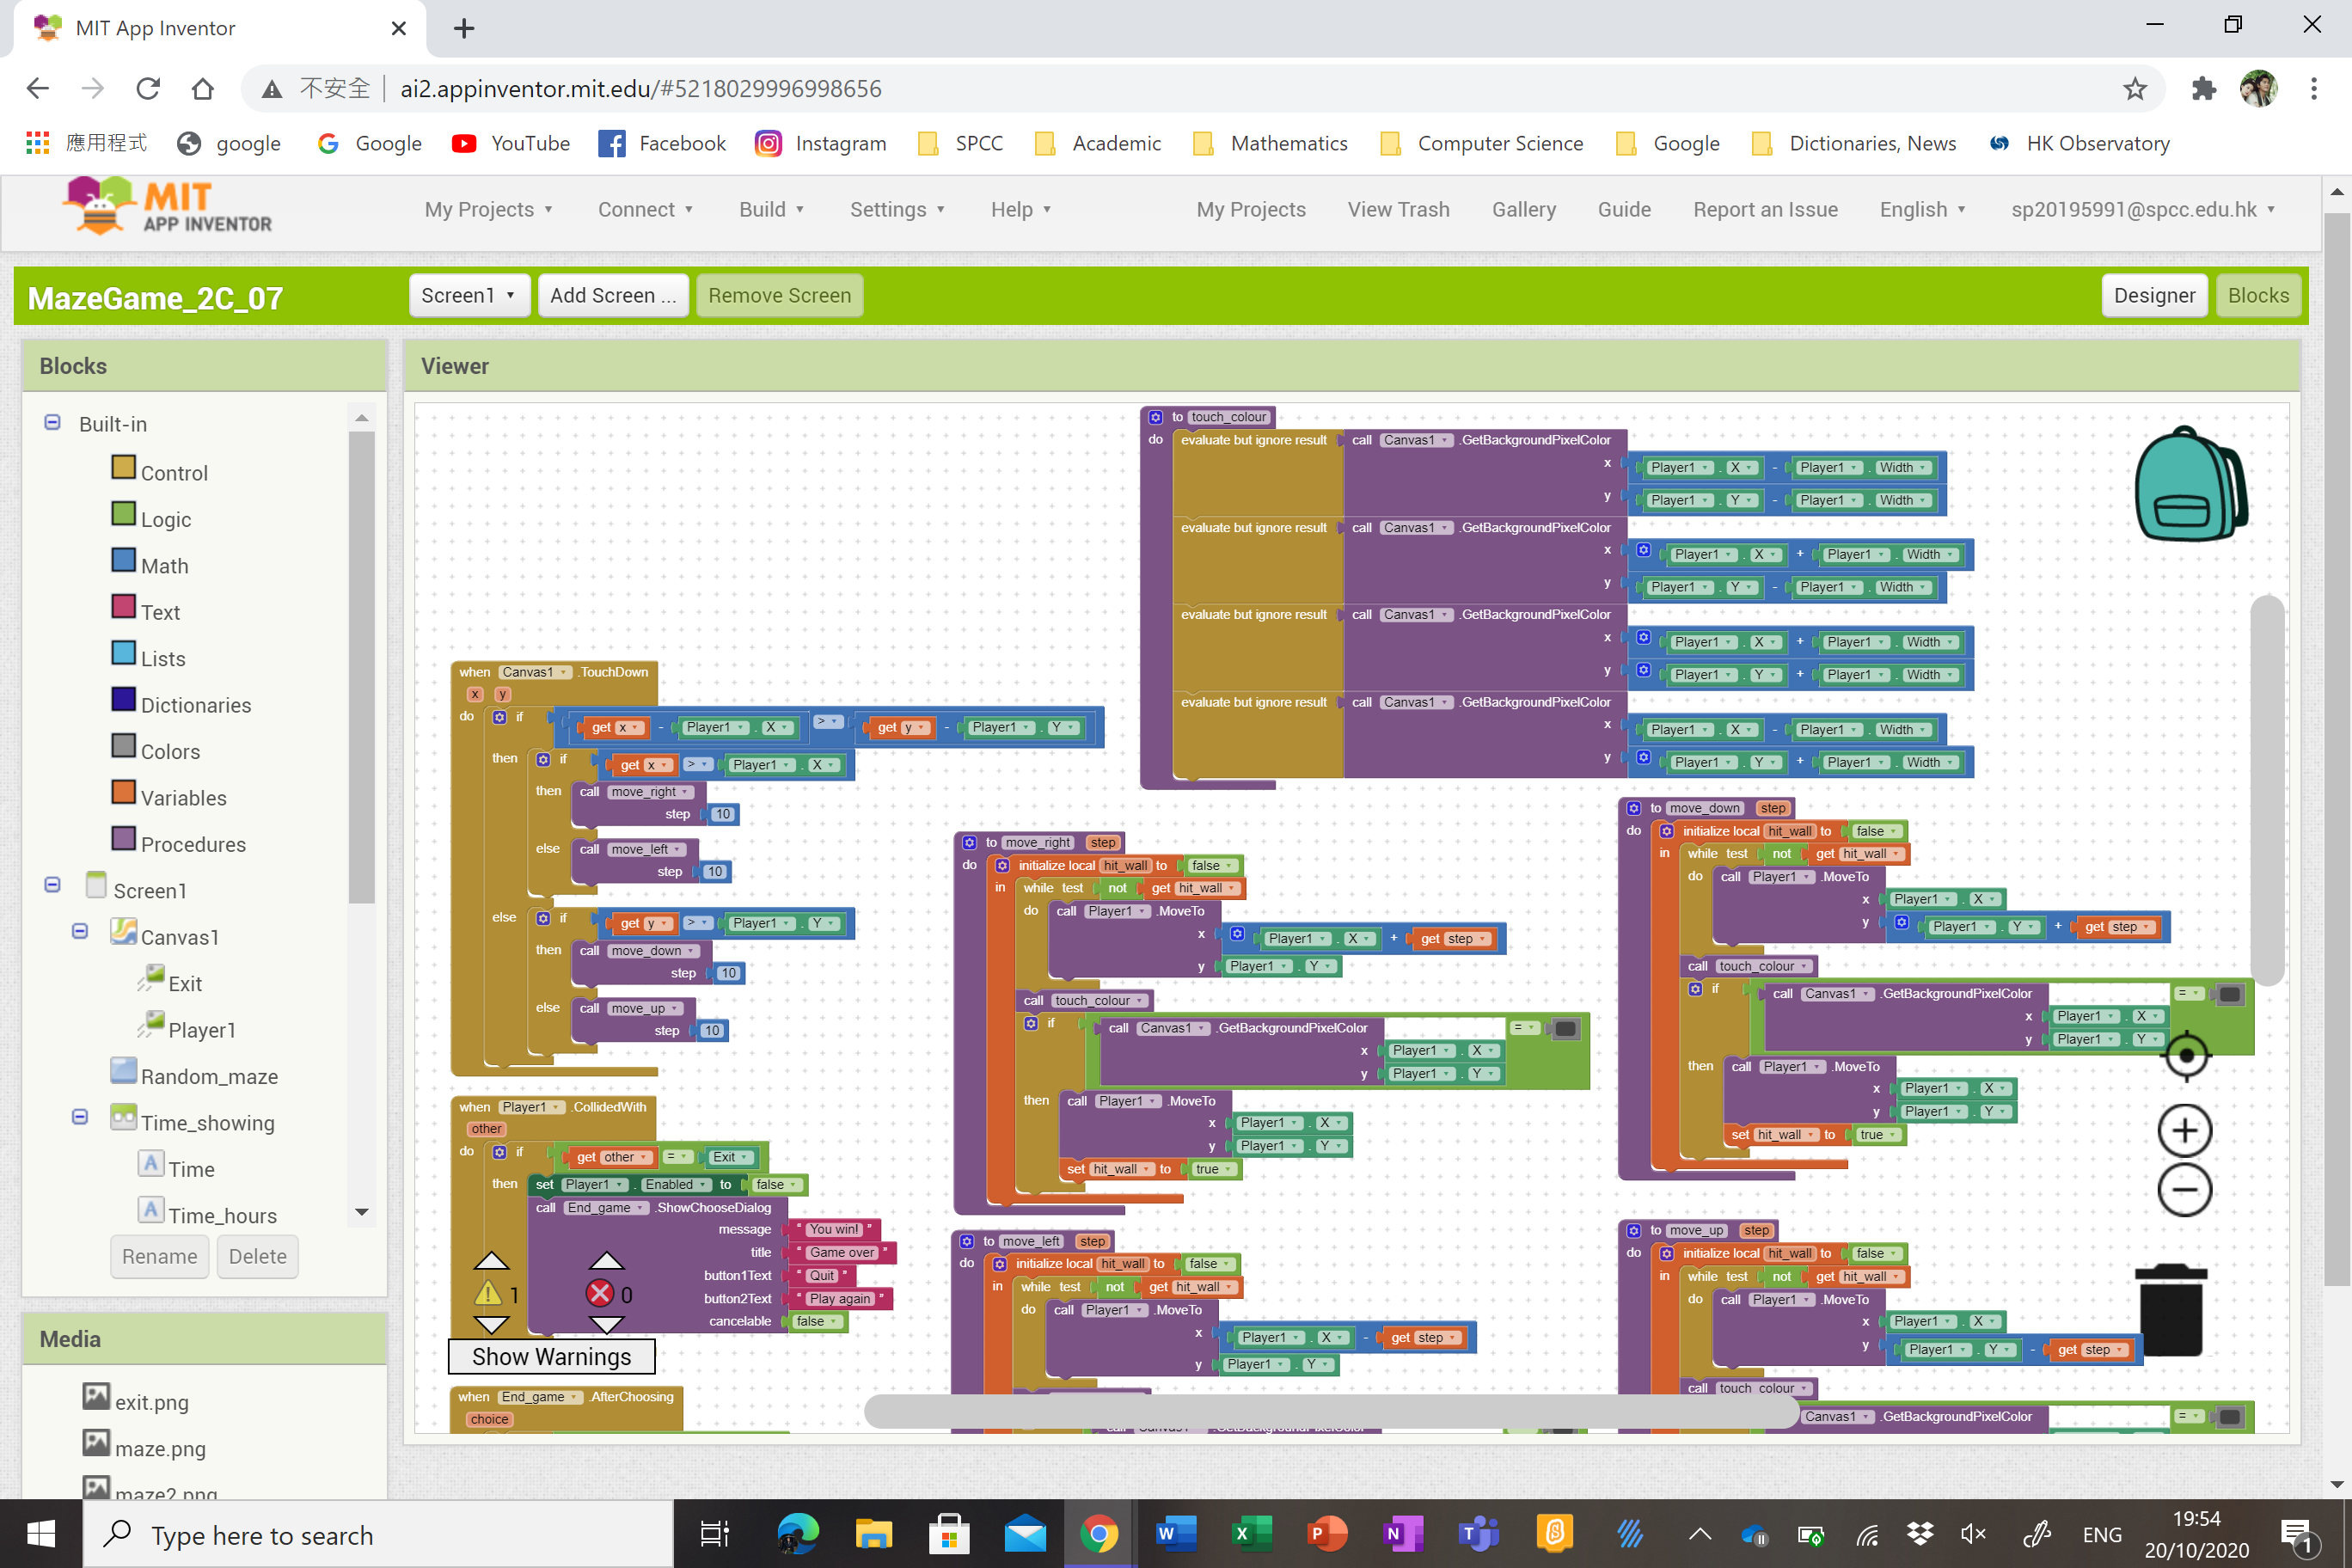 MIT App Inventor
不安全 ai2.appinventor.mit.edu/#5218029996998656
應用程式 google Google YouTube Facebook Instagram SPCC Academic Mathematics Computer Science Google Dictionaries, News HK Observatory
MIT APP INVENTOR
My Projects Connect Build Settings Help My Projects View Trash Gallery Guide Report an Issue English sp20195991@spcc.edu.hk
MazeGame_2C_07 Screen1 Add Screen ... Remove Screen Designer Blocks
Blocks
Built-in
Control
Logic
Math
Text
Lists
Dictionaries
Colors
Variables
Procedures
Screen1
Canvas1
Exit
Player1
Random_maze
Time_showing
Time
Time_hours
Rename Delete
Media
exit.png
maze.png
maze2.png
Viewer
to touch_colour
do evaluate but ignore result call Canvas1 .GetBackgroundPixelColor
x Player1 . X - Player1 . Width
y Player1 . Y - Player1 . Width
evaluate but ignore result call Canvas1 .GetBackgroundPixelColor
x Player1 . X + Player1 . Width
y Player1 . Y - Player1 . Width
evaluate but ignore result call Canvas1 .GetBackgroundPixelColor
x Player1 . X + Player1 . Width
y Player1 . Y + Player1 . Width
evaluate but ignore result call Canvas1 .GetBackgroundPixelColor
x Player1 . X - Player1 . Width
y Player1 . Y + Player1 . Width
when Canvas1 .TouchDown
x y
do if get x - Player1 . X > get y - Player1 . Y
then if get x > Player1 . X
then call move_right
step 10
else call move_left
step 10
else if get y > Player1 . Y
then call move_down
step 10
else call move_up
step 10
when Player1 .CollidedWith
other
do if get other = Exit
then set Player1 . Enabled to false
call End_game .ShowChooseDialog
message “ You win! ”
title “ Game over ”
button1Text “ Quit ”
button2Text “ Play again ”
cancelable false
1 0
Show Warnings
when End_game .AfterChoosing
choice
to move_right step
do initialize local hit_wall to false
in while test not get hit_wall
do call Player1 .MoveTo
x Player1 . X + get step
y Player1 . Y
call touch_colour
if call Canvas1 .GetBackgroundPixelColor =
x Player1 . X
y Player1 . Y
then call Player1 .MoveTo
x Player1 . X
y Player1 . Y
set hit_wall to true
to move_left step
do initialize local hit_wall to false
in while test not get hit_wall
do call Player1 .MoveTo
x Player1 . X - get step
y Player1 . Y
call Canvas1 .GetBackgroundPixelColor
to move_down step
do initialize local hit_wall to false
in while test not get hit_wall
do call Player1 .MoveTo
x Player1 . X
y Player1 . Y + get step
call touch_colour
if call Canvas1 .GetBackgroundPixelColor =
x Player1 . X
y Player1 . Y
then call Player1 .MoveTo
x Player1 . X
y Player1 . Y
set hit_wall to true
to move_up step
do initialize local hit_wall to false
in while test not get hit_wall
do call Player1 .MoveTo
x Player1 . X
y Player1 . Y - get step
call touch_colour
Canvas1 .GetBackgroundPixelColor =
Type here to search
ENG
19:54
20/10/2020
1